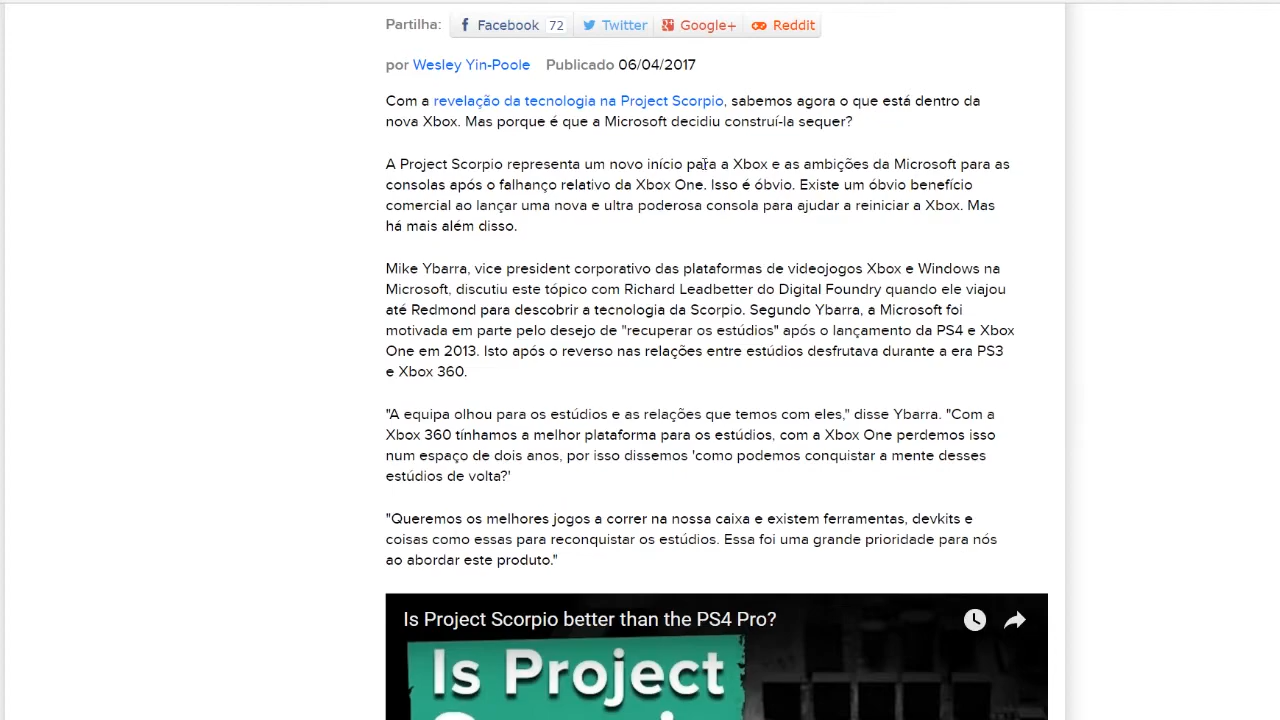 Partilha: Facebook 72 Twitter Google+ Reddit
por Wesley Yin-Poole Publicado 06/04/2017
Com a revelação da tecnologia na Project Scorpio, sabemos agora o que está dentro da
nova Xbox. Mas porque é que a Microsoft decidiu construí-la sequer?
A Project Scorpio representa um novo início para a Xbox e as ambições da Microsoft para as
consolas após o falhanço relativo da Xbox One. Isso é óbvio. Existe um óbvio benefício
comercial ao lançar uma nova e ultra poderosa consola para ajudar a reiniciar a Xbox. Mas
há mais além disso.
Mike Ybarra, vice president corporativo das plataformas de videojogos Xbox e Windows na
Microsoft, discutiu este tópico com Richard Leadbetter do Digital Foundry quando ele viajou
até Redmond para descobrir a tecnologia da Scorpio. Segundo Ybarra, a Microsoft foi
motivada em parte pelo desejo de "recuperar os estúdios" após o lançamento da PS4 e Xbox
One em 2013. Isto após o reverso nas relações entre estúdios desfrutava durante a era PS3
e Xbox 360.
"A equipa olhou para os estúdios e as relações que temos com eles," disse Ybarra. "Com a
Xbox 360 tínhamos a melhor plataforma para os estúdios, com a Xbox One perdemos isso
num espaço de dois anos, por isso dissemos 'como podemos conquistar a mente desses
estúdios de volta?'
"Queremos os melhores jogos a correr na nossa caixa e existem ferramentas, devkits e
coisas como essas para reconquistar os estúdios. Essa foi uma grande prioridade para nós
ao abordar este produto."
Is Project Scorpio better than the PS4 Pro?
Is Project